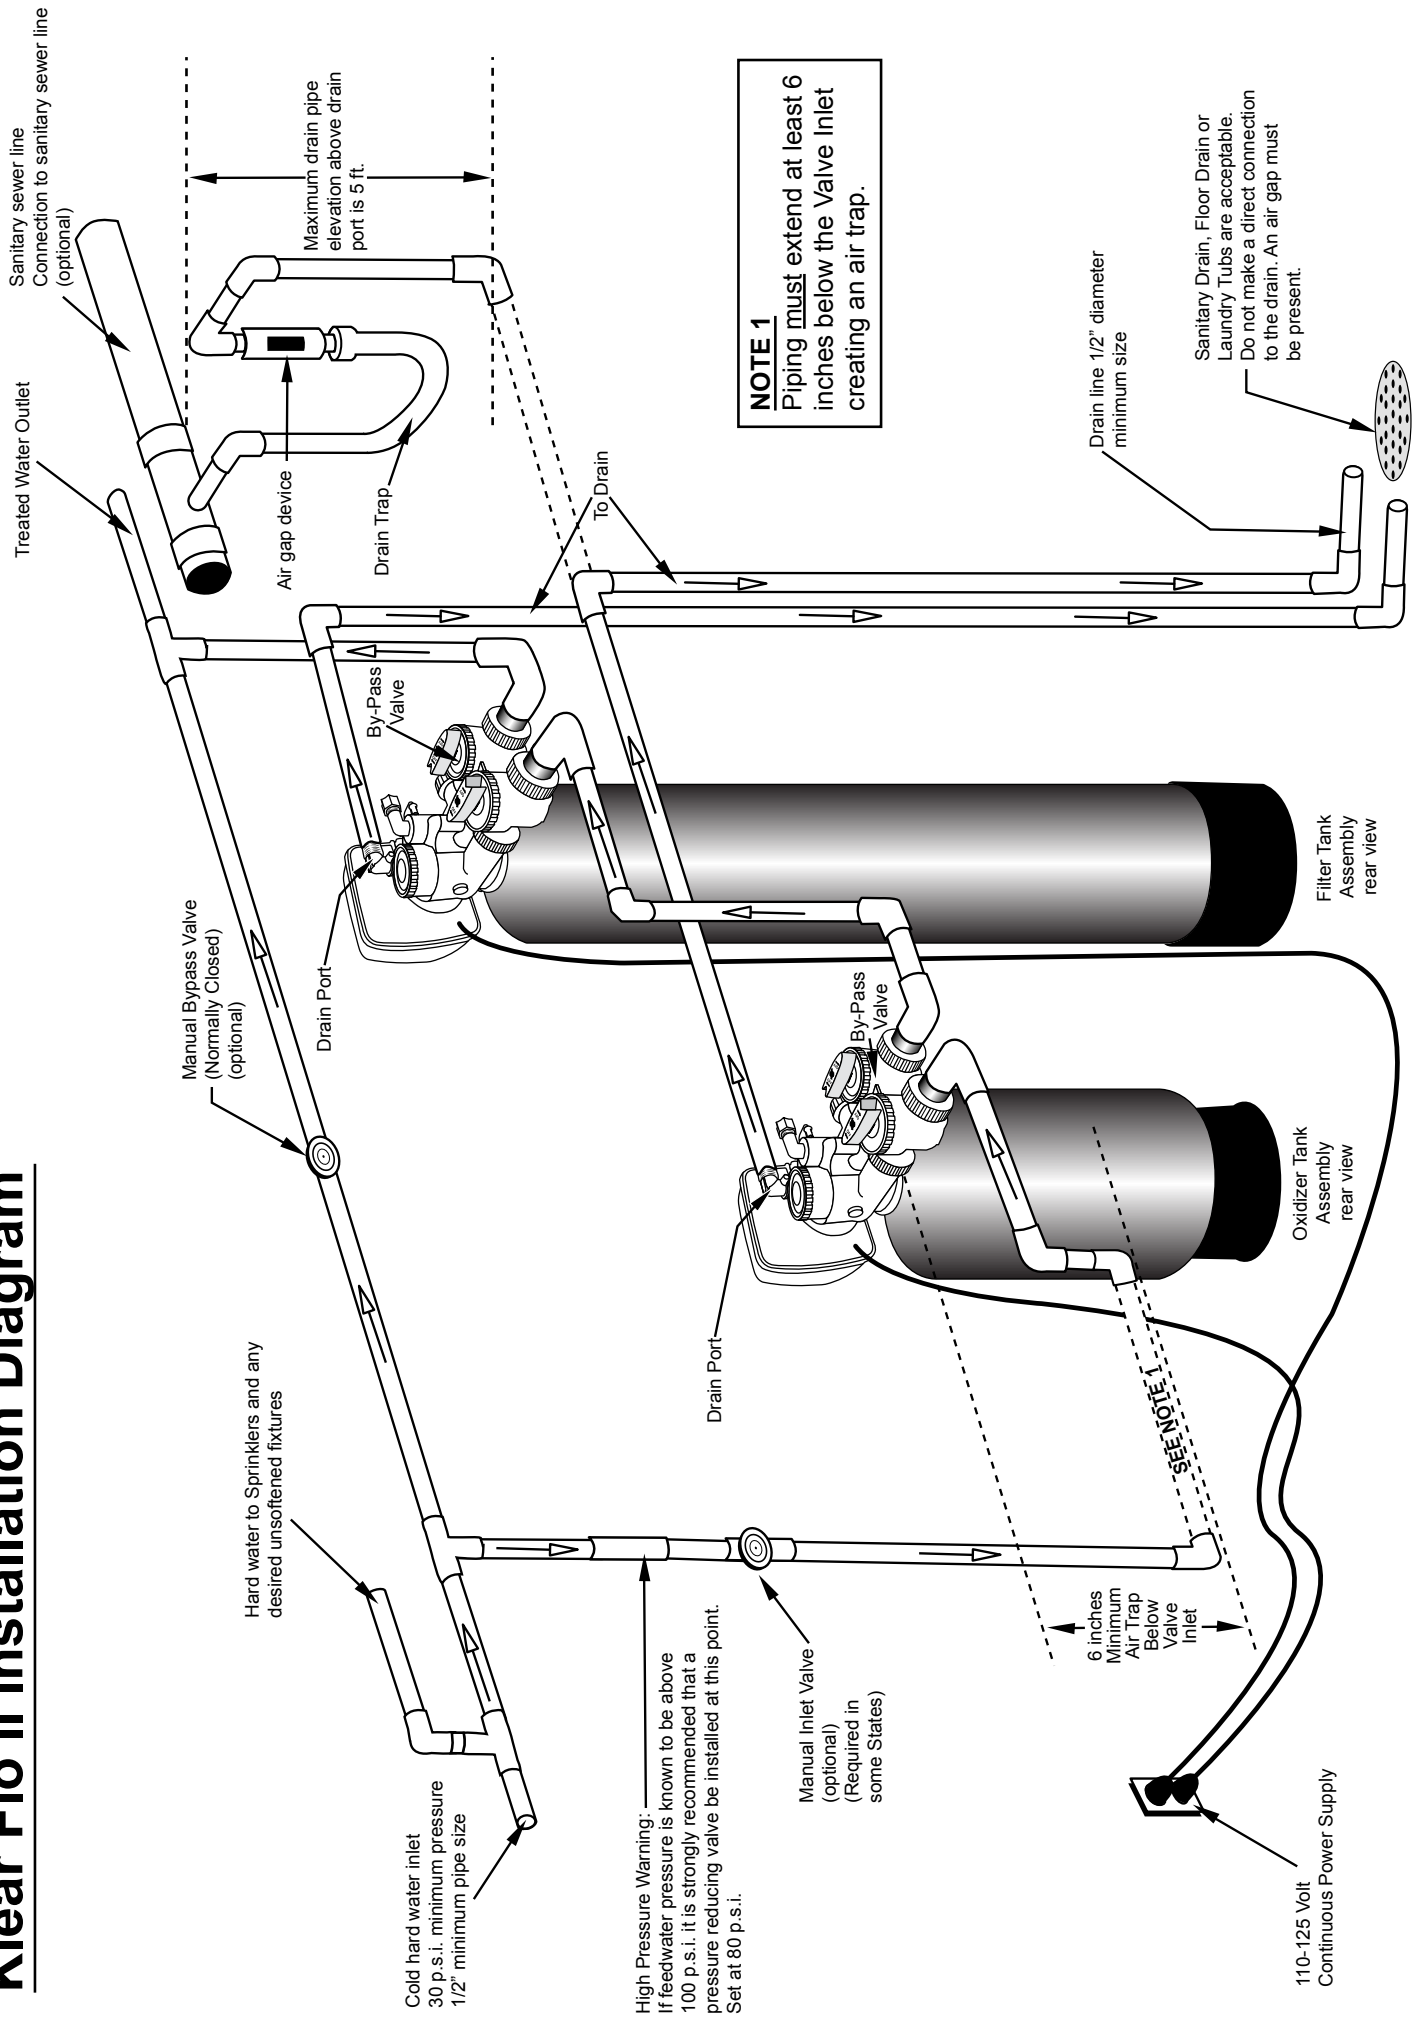 Klear Flo II Installation Diagram
Cold hard water inlet
30 p.s.i. minimum pressure
1/2” minimum pipe size
Hard water to Sprinklers and any
desired unsoftened fixtures
Manual Bypass Valve
(Normally Closed)
(optional)
Treated Water Outlet
Sanitary sewer line
Connection to sanitary sewer line
(optional)
Maximum drain pipe
elevation above drain
port is 5 ft.
Air gap device
Drain Trap
To Drain
By-Pass
Valve
Drain Port
High Pressure Warning:
If feedwater pressure is known to be above
100 p.s.i. it is strongly recommended that a
pressure reducing valve be installed at this point.
Set at 80 p.s.i.
Manual Inlet Valve
(optional)
(Required in
some States)
Drain Port
By-Pass
Valve
NOTE 1
Piping must extend at least 6
inches below the Valve Inlet
creating an air trap.
6 inches
Minimum
Air Trap
Below
Valve
Inlet
SEE NOTE 1
Drain line 1/2” diameter
minimum size
Sanitary Drain, Floor Drain or
Laundry Tubs are acceptable.
Do not make a direct connection
to the drain. An air gap must
be present.
110-125 Volt
Continuous Power Supply
Oxidizer Tank
Assembly
rear view
Filter Tank
Assembly
rear view